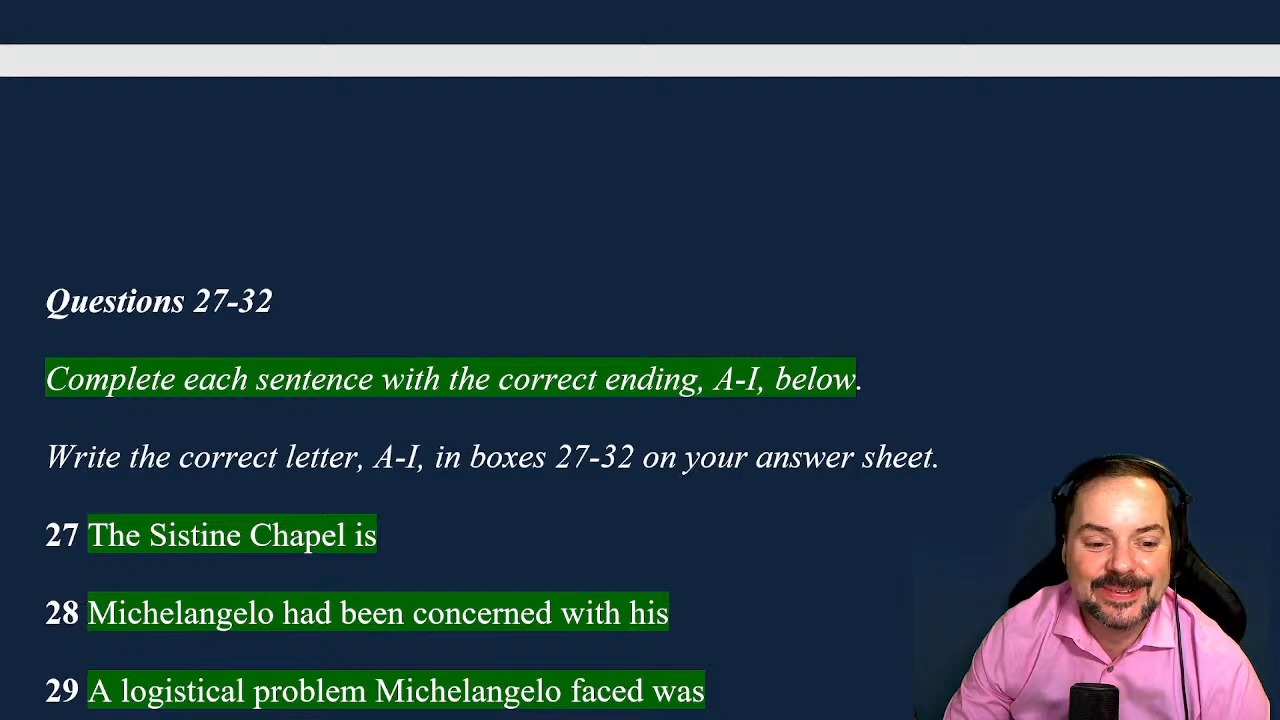 Questions 27-32
Complete each sentence with the correct ending, A-I, below.
Write the correct letter, A-I, in boxes 27-32 on your answer sheet.
27 The Sistine Chapel is
28 Michelangelo had been concerned with his
29 A logistical problem Michelangelo faced was